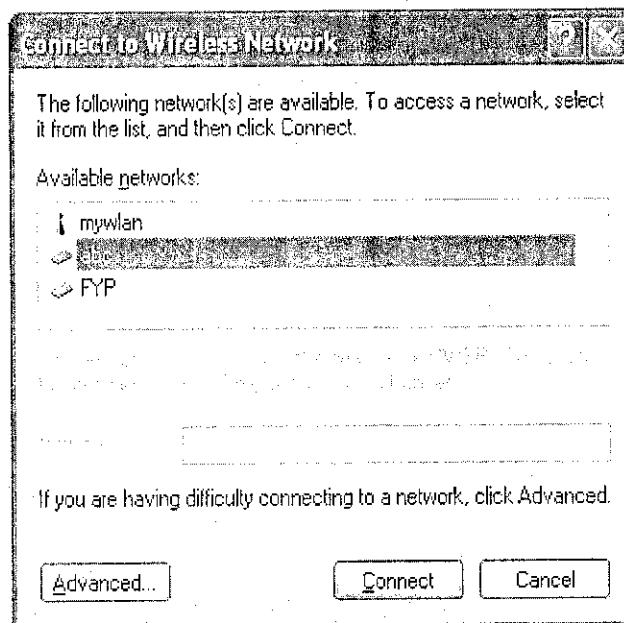 Connect to Wireless Network
The following network(s) are available. To access a network, select
it from the list, and then click Connect.
Available networks:
mywlan
abc
FYP
If you are having difficulty connecting to a network, click Advanced.
Advanced...
Connect
Cancel